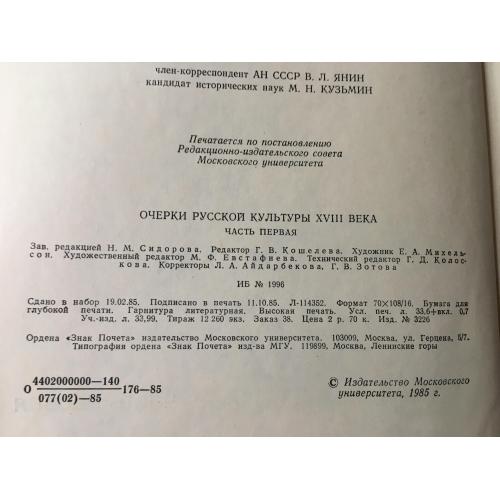 член-корреспондент АН СССР В. Л. ЯНИН
кандидат исторических наук М. Н. КУЗЬМИН
Печатается по постановлению
Редакционно-издательского совета
Московского университета
ОЧЕРКИ РУССКОЙ КУЛЬТУРЫ XVIII ВЕКА
ЧАСТЬ ПЕРВАЯ
Зав. редакцией Н. М. Сидорова. Редактор Г. В. Кошелева. Художник Е. А. Михель-
сон. Художественный редактор М. Ф. Евстафиева. Технический редактор Г. Д. Колос-
кова. Корректоры Л. А. Айдарбекова, Г. В. Зотова
ИБ № 1996
Сдано в набор 19.02.85. Подписано в печать 11.10.85. Л-114352. Формат 70×108/16. Бумага для
глубокой печати. Гарнитура литературная. Высокая печать. Усл. печ. л. 33,6+вкл. 0,7
Уч.-изд. л. 33,99. Тираж 12 260 экз. Заказ 38. Цена 2 р. 70 к. Изд. № 3226
Ордена «Знак Почета» издательство Московского университета. 103009, Москва, ул. Герцена, 5/7.
Типография ордена «Знак Почета» изд-ва МГУ. 119899, Москва, Ленинские горы
О 4402000000—140
077(02)—85 176—85
© Издательство Московского
университета, 1985 г.